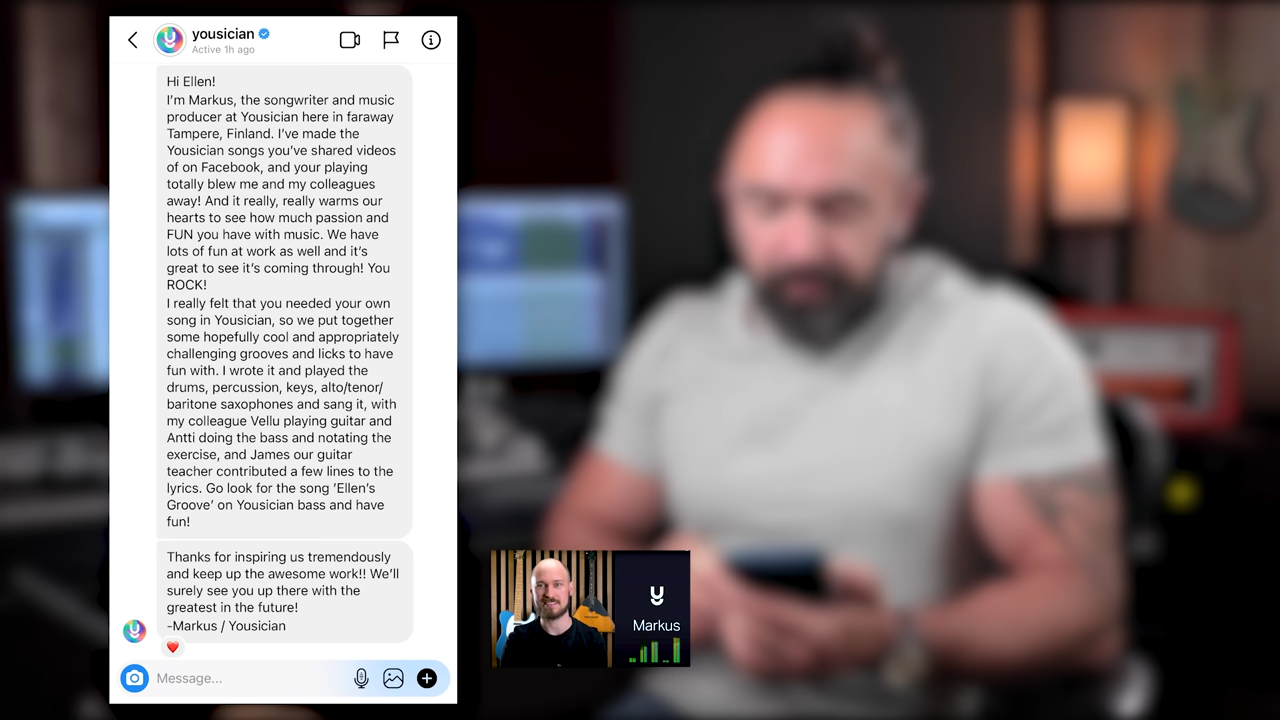 yousician
Active 1h ago
Hi Ellen!
I'm Markus, the songwriter and music
producer at Yousician here in faraway
Tampere, Finland. I've made the
Yousician songs you've shared videos
of on Facebook, and your playing
totally blew me and my colleagues
away! And it really, really warms our
hearts to see how much passion and
FUN you have with music. We have
lots of fun at work as well and it's
great to see it's coming through! You
ROCK!
I really felt that you needed your own
song in Yousician, so we put together
some hopefully cool and appropriately
challenging grooves and licks to have
fun with. I wrote it and played the
drums, percussion, keys, alto/tenor/
baritone saxophones and sang it, with
my colleague Vellu playing guitar and
Antti doing the bass and notating the
exercise, and James our guitar
teacher contributed a few lines to the
lyrics. Go look for the song 'Ellen's
Groove' on Yousician bass and have
fun!
Thanks for inspiring us tremendously
and keep up the awesome work!! We'll
surely see you up there with the
greatest in the future!
-Markus / Yousician
Message...
Markus